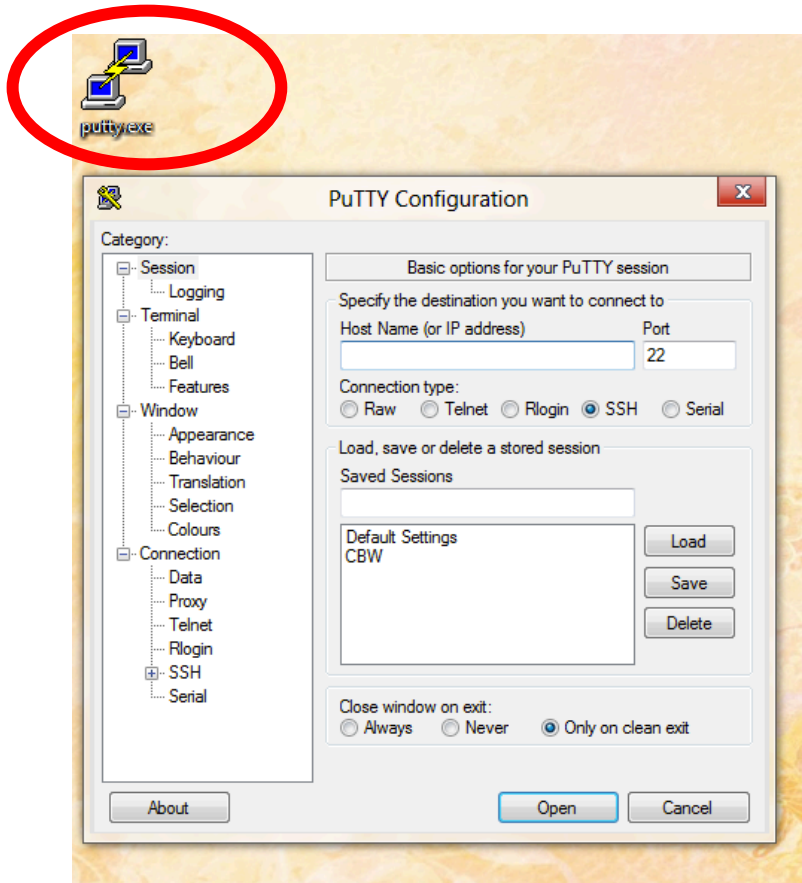 putty.exe
PuTTY Configuration
x
Category:
Session
Logging
Terminal
Keyboard
Bell
Features
Window
Appearance
Behaviour
Translation
Selection
Colours
Connection
Data
Proxy
Telnet
Rlogin
SSH
Serial
Basic options for your PuTTY session
Specify the destination you want to connect to
Host Name (or IP address) Port
22
Connection type:
Raw Telnet Rlogin SSH Serial
Load, save or delete a stored session
Saved Sessions
Default Settings
CBW
Load
Save
Delete
Close window on exit:
Always Never Only on clean exit
About Open Cancel